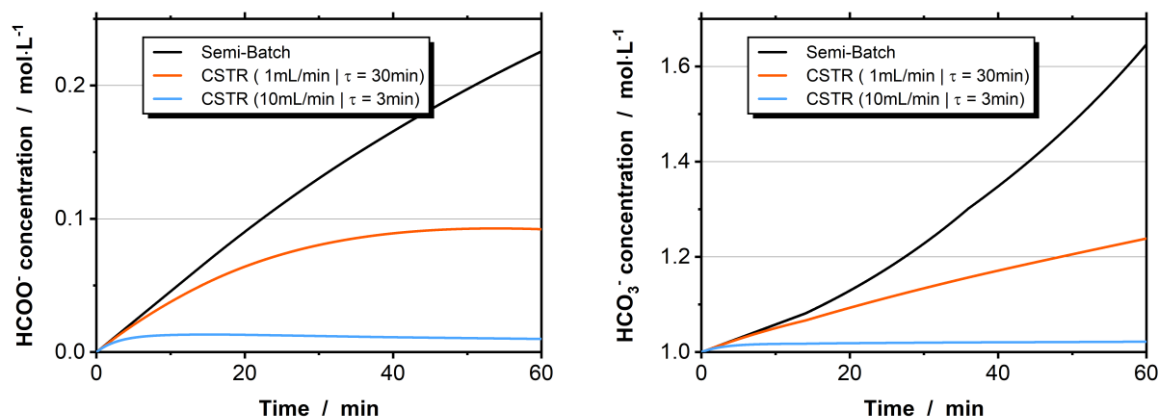 HCOO⁻ concentration / mol·L⁻¹
0.2
0.1
0.0
Semi-Batch
CSTR ( 1mL/min | τ = 30min)
CSTR (10mL/min | τ = 3min)
0 20 40 60
Time / min
HCO₃⁻ concentration / mol·L⁻¹
1.6
1.4
1.2
1.0
Semi-Batch
CSTR ( 1mL/min | τ = 30min)
CSTR (10mL/min | τ = 3min)
0 20 40 60
Time / min